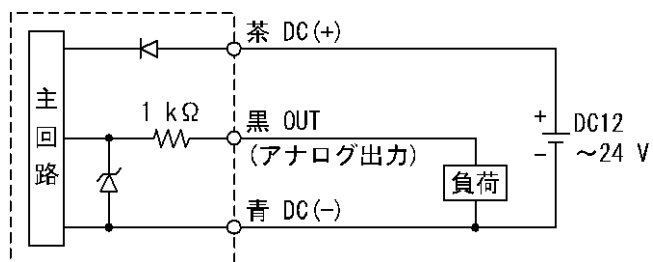 茶 DC(+)
主回路
1 kΩ
黒 OUT
(アナログ出力)
負荷
+
−
DC12
～24 V
青 DC(−)